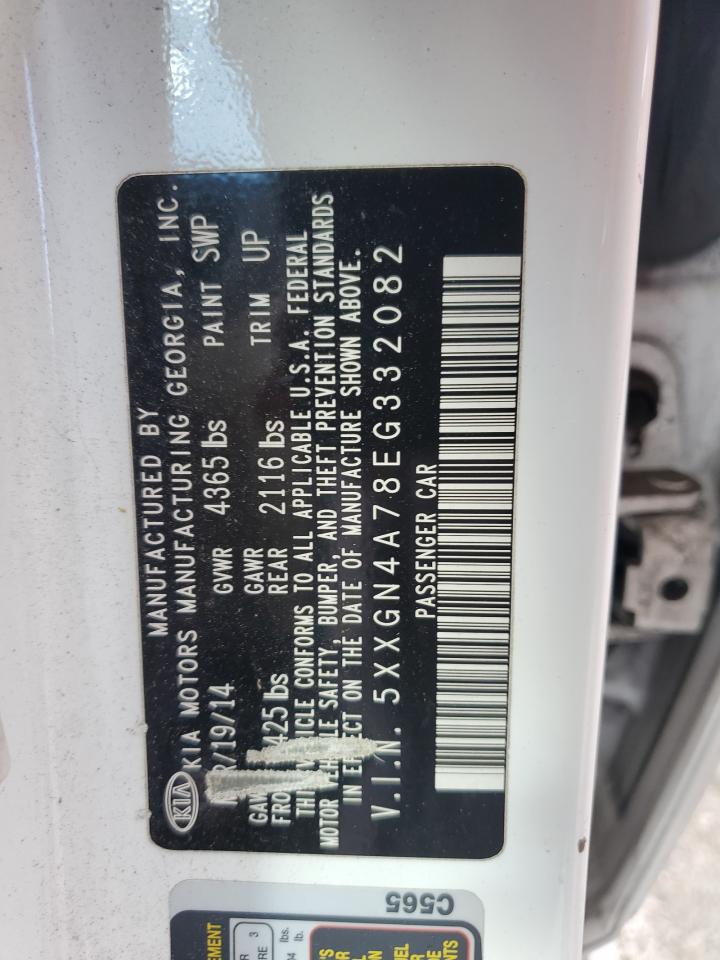 KIA
MANUFACTURED BY
KIA MOTORS MANUFACTURING GEORGIA, INC.
/19/14 GVWR 4365 lbs PAINT SWP
GAWR TRIM UP
425 lbs REAR 2116 lbs
CONFORMS TO ALL APPLICABLE U.S.A. FEDERAL
MOTOR SAFETY, BUMPER, AND THEFT PREVENTION STANDARDS
IN EFFECT ON THE DATE OF MANUFACTURE SHOWN ABOVE.
V.I.N. 5XXGN4A78EG332082
PASSENGER CAR
C565